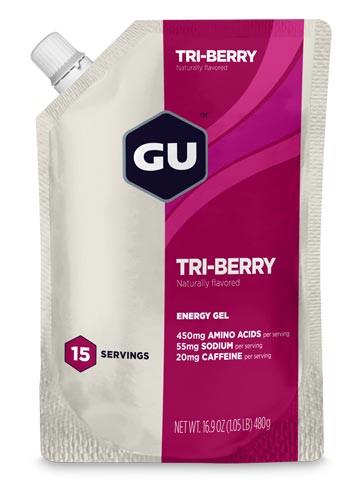 TRI-BERRY
Naturally flavored
GU
™
TRI-BERRY
Naturally flavored
ENERGY GEL
450mg AMINO ACIDS per serving
55mg SODIUM per serving
20mg CAFFEINE per serving
15 SERVINGS
NET WT. 16.9 OZ (1.05 LB) 480g